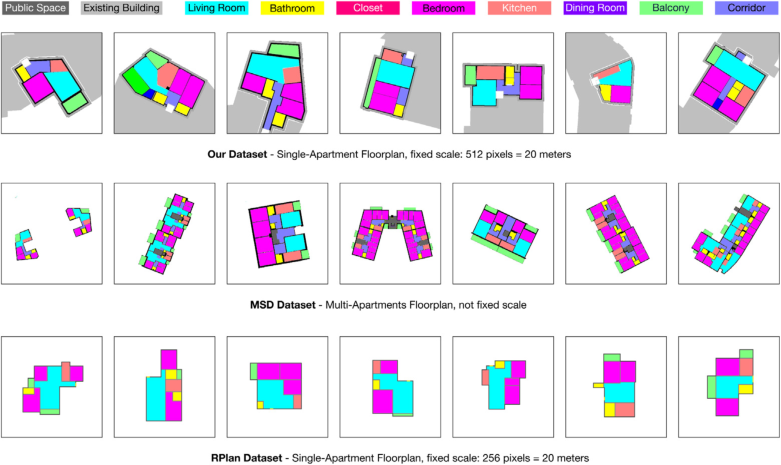 Public Space Existing Building Living Room Bathroom Closet Bedroom Kitchen Dining Room Balcony Corridor
Our Dataset - Single-Apartment Floorplan, fixed scale: 512 pixels = 20 meters
MSD Dataset - Multi-Apartments Floorplan, not fixed scale
RPlan Dataset - Single-Apartment Floorplan, fixed scale: 256 pixels = 20 meters